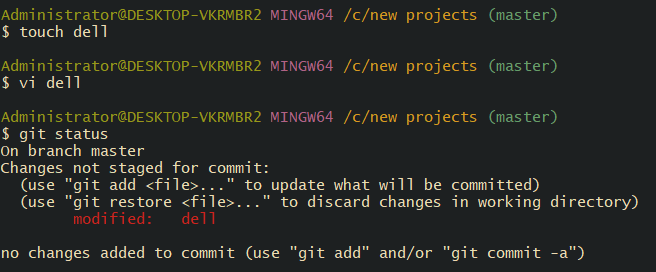 Administrator@DESKTOP-VKRMBR2 MINGW64 /c/new projects (master)
$ touch dell
Administrator@DESKTOP-VKRMBR2 MINGW64 /c/new projects (master)
$ vi dell
Administrator@DESKTOP-VKRMBR2 MINGW64 /c/new projects (master)
$ git status
On branch master
Changes not staged for commit:
  (use "git add <file>..." to update what will be committed)
  (use "git restore <file>..." to discard changes in working directory)
        modified:   dell
no changes added to commit (use "git add" and/or "git commit -a")